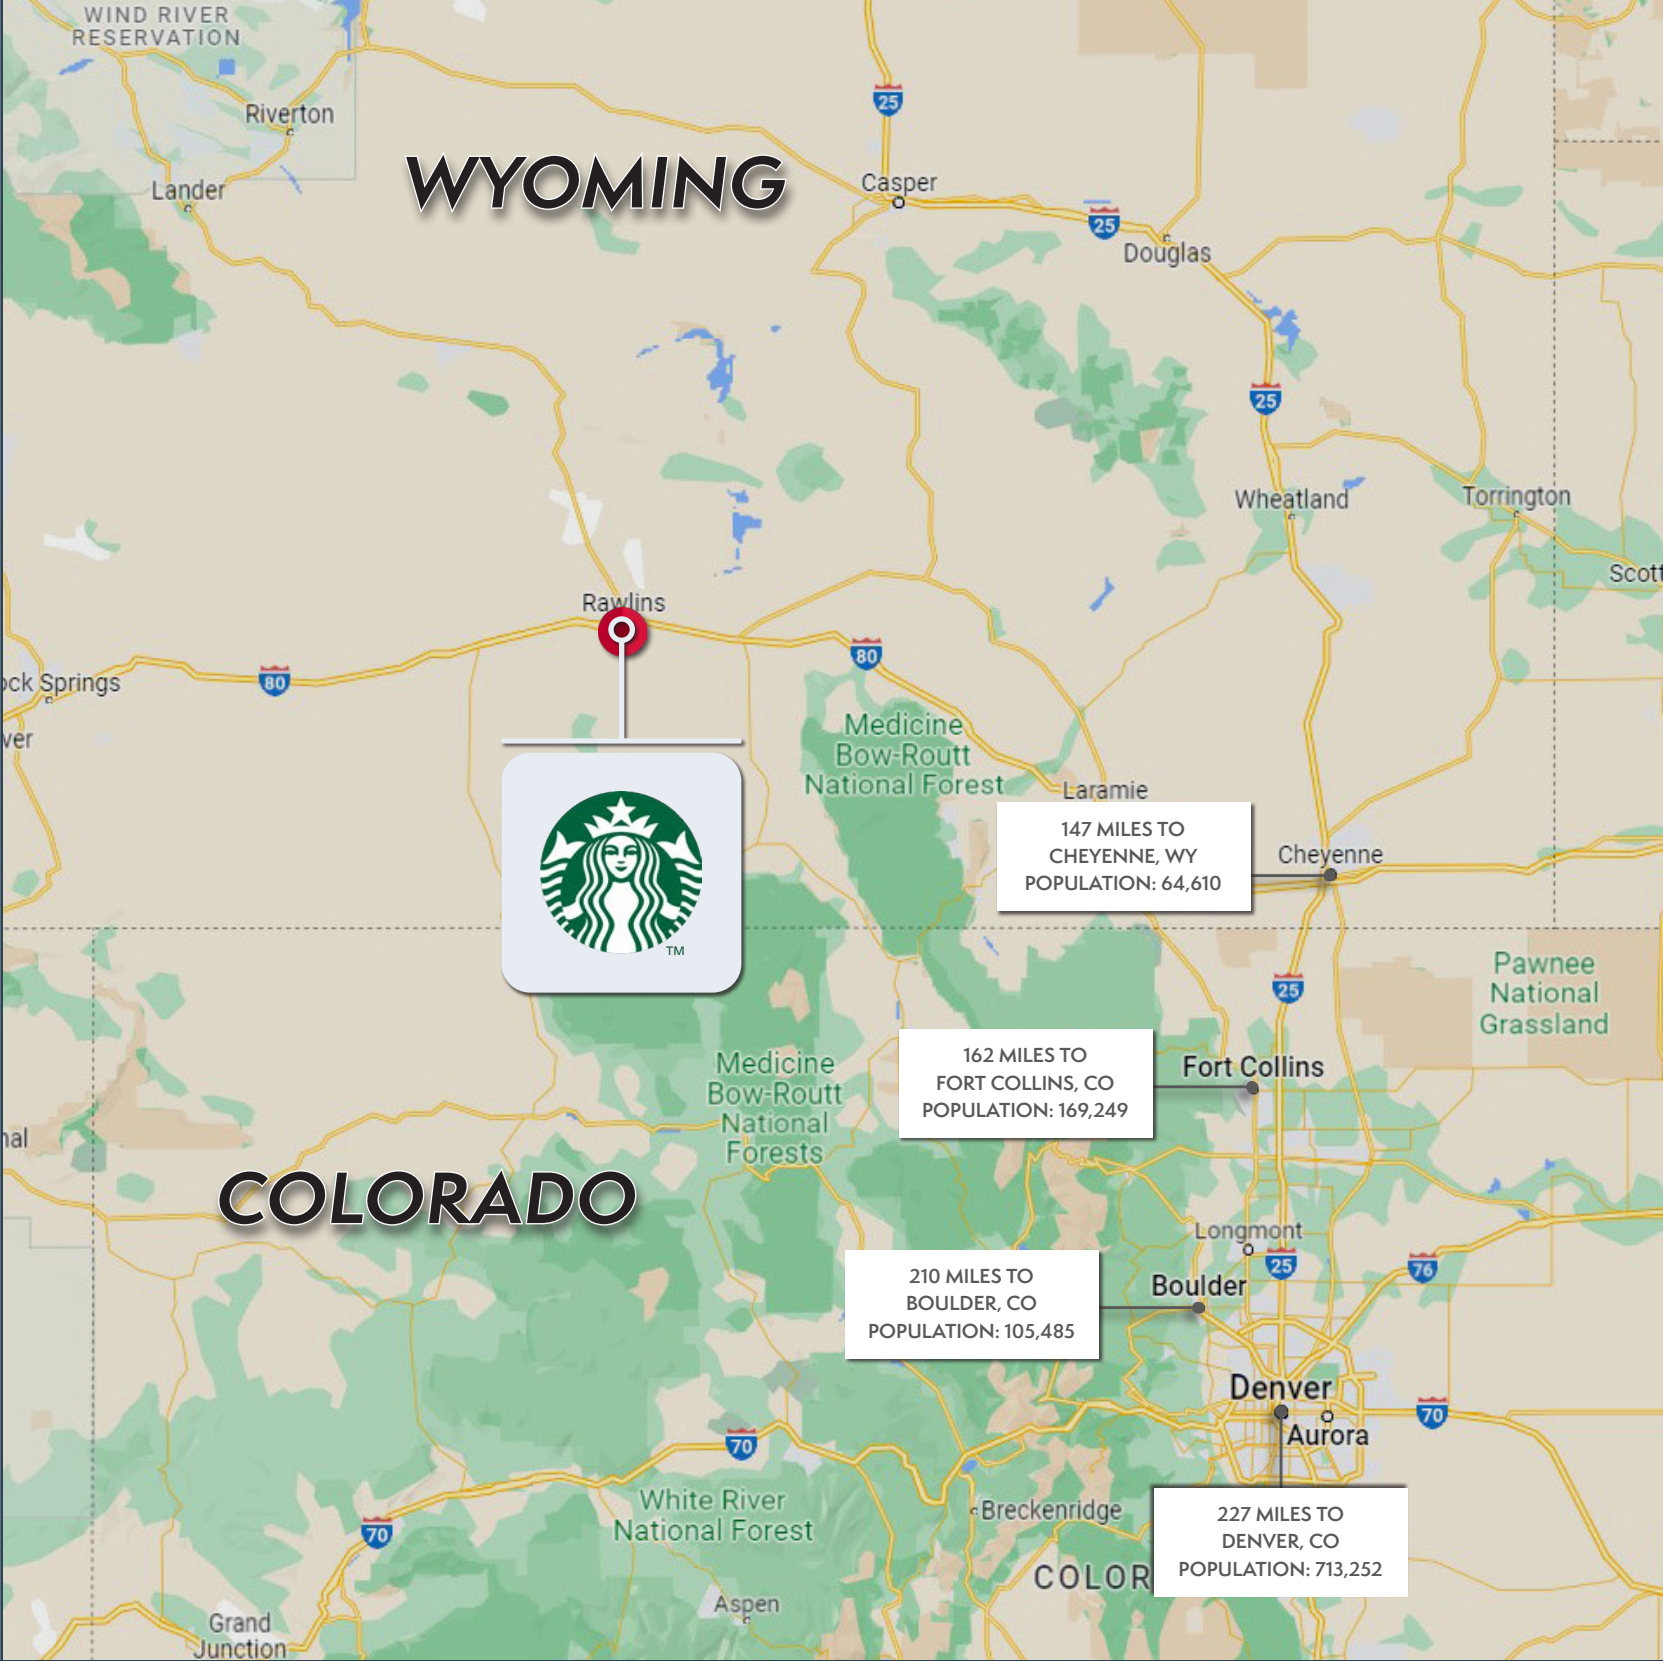 WIND RIVER
RESERVATION
Riverton
Lander
WYOMING
25
Casper
25
Douglas
25
Wheatland
Torrington
Scott
Rawlins
80
80
ock Springs
ver
Medicine
Bow-Routt
National Forest
Laramie
147 MILES TO
CHEYENNE, WY
POPULATION: 64,610
Cheyenne
TM
25
Pawnee
National
Grassland
162 MILES TO
FORT COLLINS, CO
POPULATION: 169,249
Fort Collins
Medicine
Bow-Routt
National
Forests
nal
COLORADO
Longmont
25
76
210 MILES TO
BOULDER, CO
POPULATION: 105,485
Boulder
Denver
70
Aurora
70
White River
National Forest
Breckenridge
70
227 MILES TO
DENVER, CO
POPULATION: 713,252
COLOR
Aspen
Grand
Junction